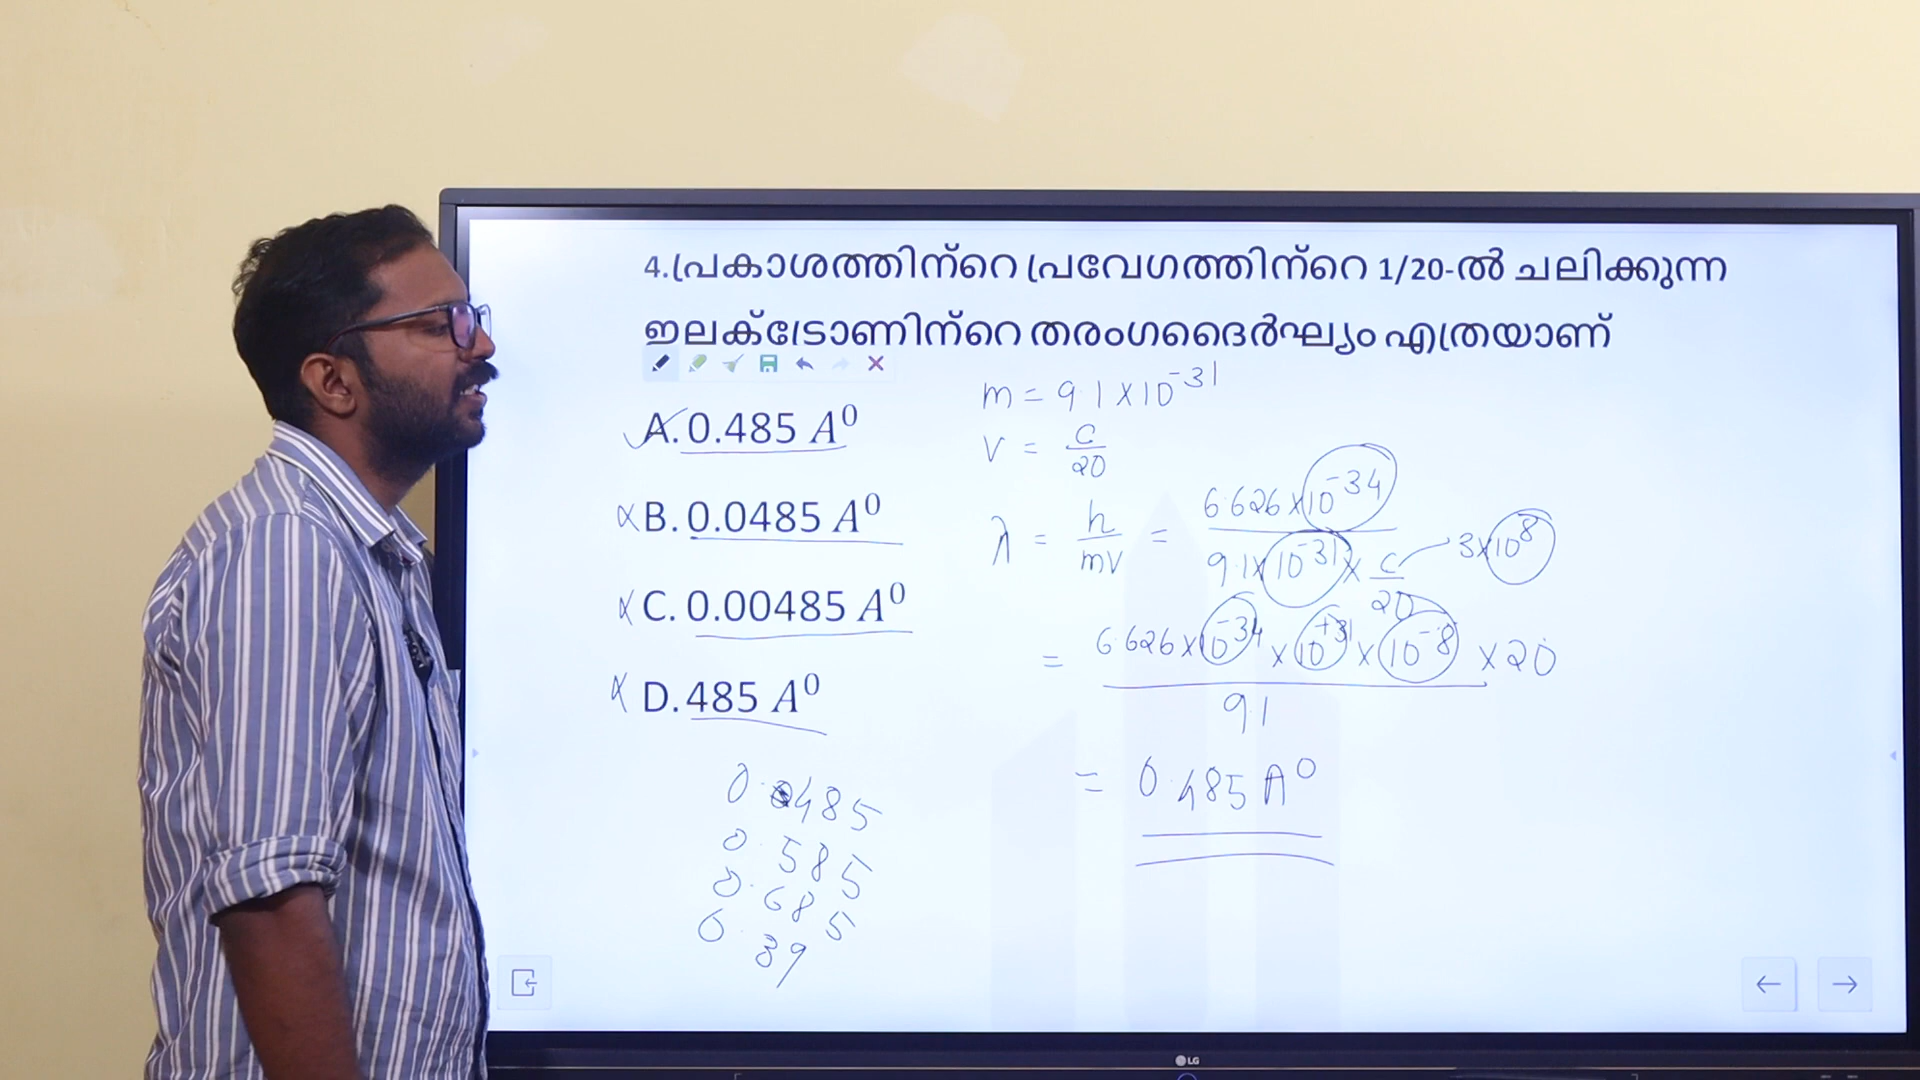 4.പ്രകാശത്തിന്റെ പ്രവേഗത്തിന്റെ 1/20-ൽ ചലിക്കുന്ന
ഇലക്ട്രോണിന്റെ തരംഗദൈർഘ്യം എത്രയാണ്
A. 0.485 A⁰
B. 0.0485 A⁰
C. 0.00485 A⁰
D. 485 A⁰
m = 9.1 × 10⁻³¹
v = c/20
λ = h/mv = 6.626 × 10⁻³⁴ / 9.1 × 10⁻³¹ × c/20
3 × 10⁸
= 6.626 × 10⁻³⁴ × 10⁺³¹ × 10⁻⁸ × 20 / 9.1
= 0.485 A⁰
0.485
0.585
0.685
0.39
LG